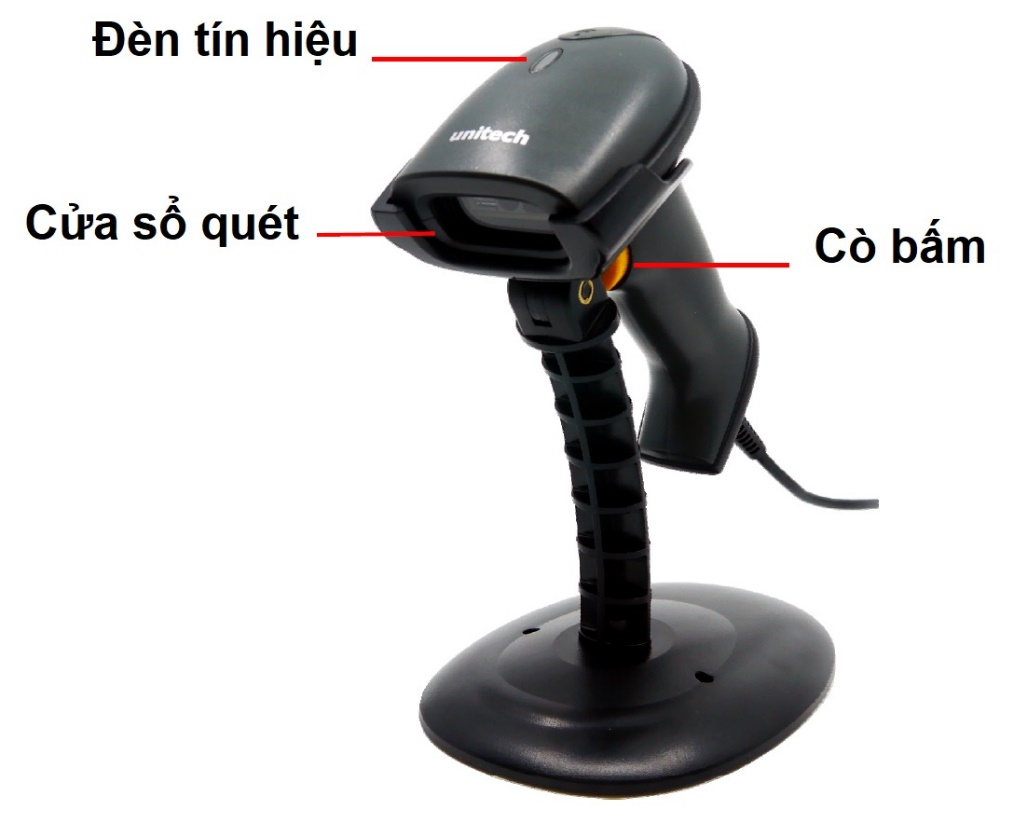 Đèn tín hiệu
unitech
Cửa sổ quét
Cò bấm